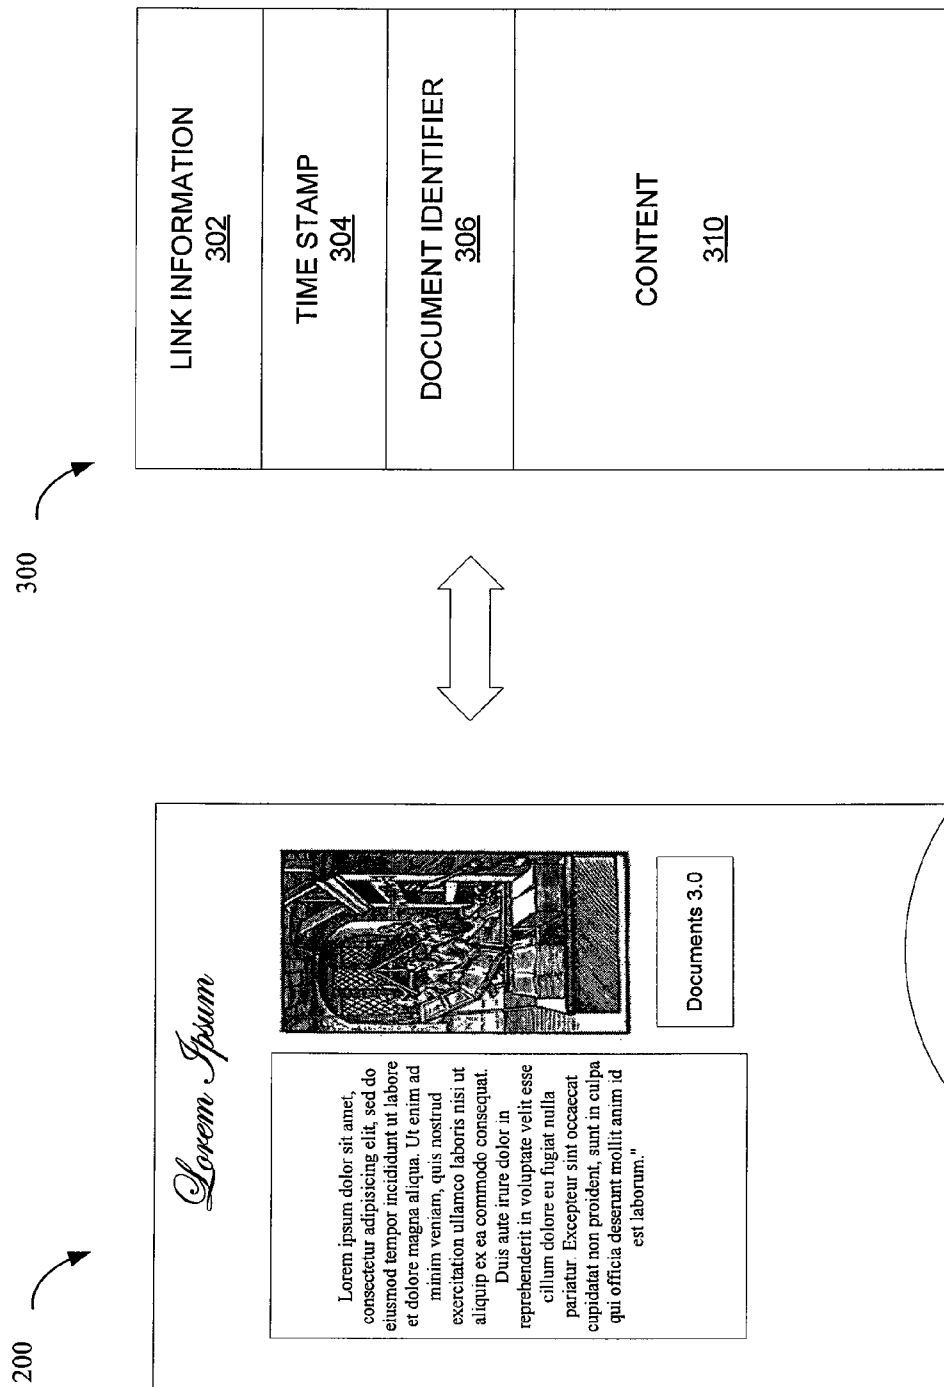 200
Lorem Ipsum
Lorem ipsum dolor sit amet,
consectetur adipisicing elit, sed do
eiusmod tempor incididunt ut labore
et dolore magna aliqua. Ut enim ad
minim veniam, quis nostrud
exercitation ullamco laboris nisi ut
aliquip ex ea commodo consequat.
Duis aute irure dolor in
reprehenderit in voluptate velit esse
cillum dolore eu fugiat nulla
pariatur. Excepteur sint occaecat
cupidatat non proident, sunt in culpa
qui officia deserunt mollit anim id
est laborum."
Documents 3.0
300
LINK INFORMATION
302
TIME STAMP
304
DOCUMENT IDENTIFIER
306
CONTENT
310